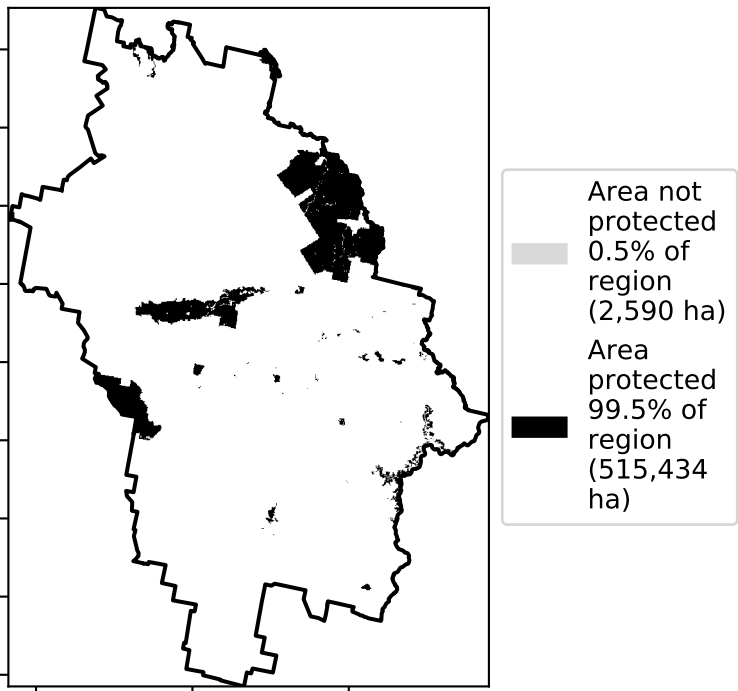 Area not
protected
0.5% of
region
(2,590 ha)
Area
protected
99.5% of
region
(515,434
ha)